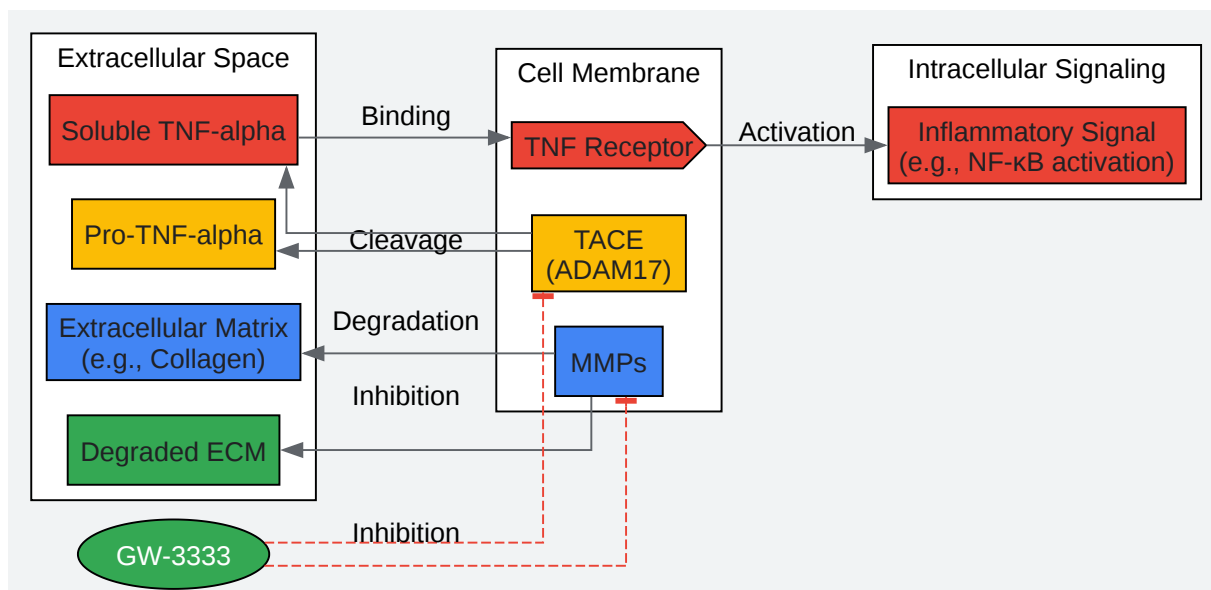 Extracellular Space
Soluble TNF-alpha
Pro-TNF-alpha
Extracellular Matrix
(e.g., Collagen)
Degraded ECM
GW-3333
Binding
Cleavage
Degradation
Inhibition
Inhibition
Cell Membrane
TNF Receptor
TACE
(ADAM17)
MMPs
Activation
Intracellular Signaling
Inflammatory Signal
(e.g., NF-κB activation)